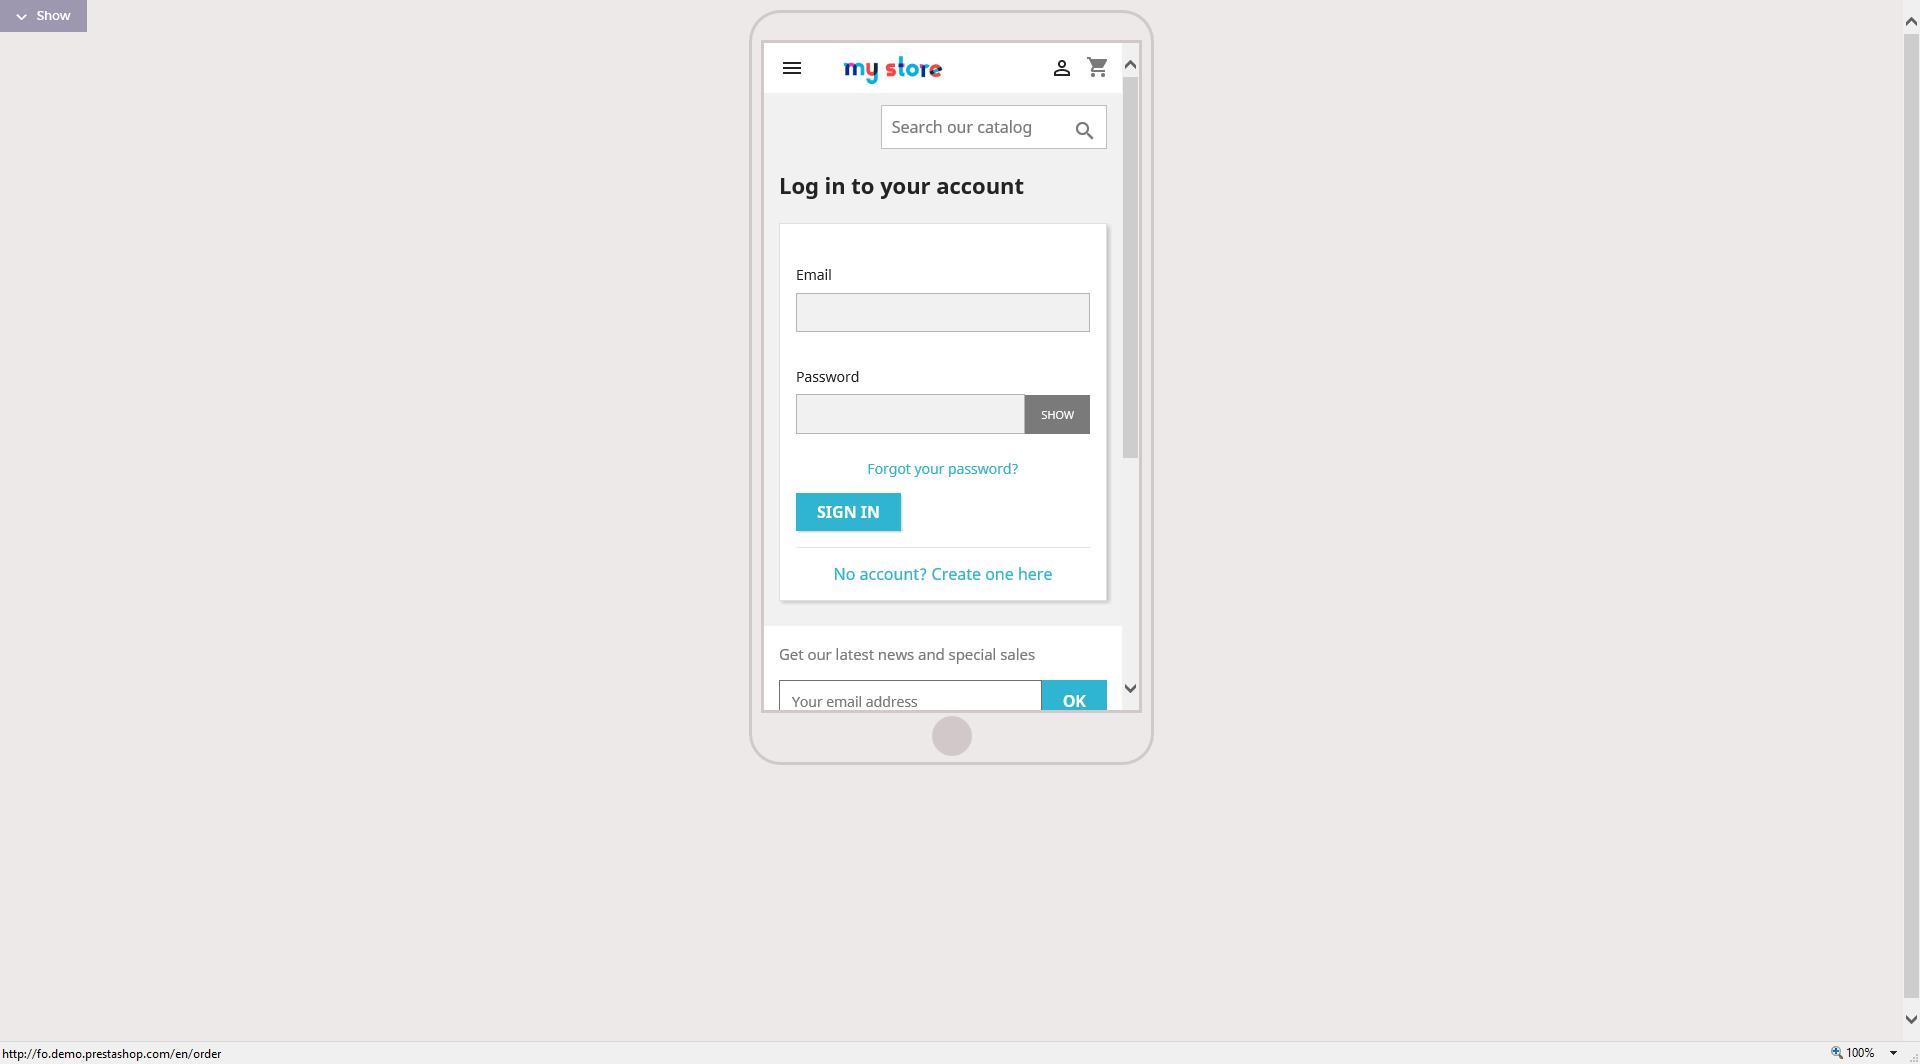 Show
my store
Search our catalog
Log in to your account
Email
Password
SHOW
Forgot your password?
SIGN IN
No account? Create one here
Get our latest news and special sales
Your email address
OK
http://fo.demo.prestashop.com/en/order
100%